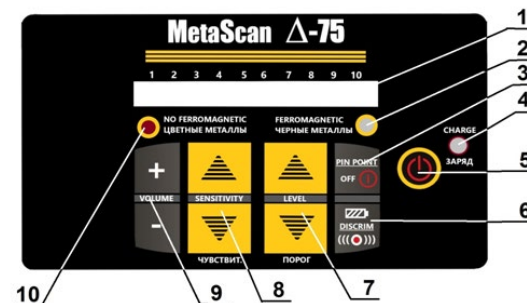 MetaScan Δ-75
1 2 3 4 5 6 7 8 9 10
NO FERROMAGNETIC
ЦВЕТНЫЕ МЕТАЛЛЫ
FERROMAGNETIC
ЧЕРНЫЕ МЕТАЛЛЫ
CHARGE
ЗАРЯД
PIN POINT
OFF
+
VOLUME
-
SENSITIVITY
ЧУВСТВИТ.
LEVEL
ПОРОГ
DISCRIM
1
2
3
4
5
6
7
8
9
10